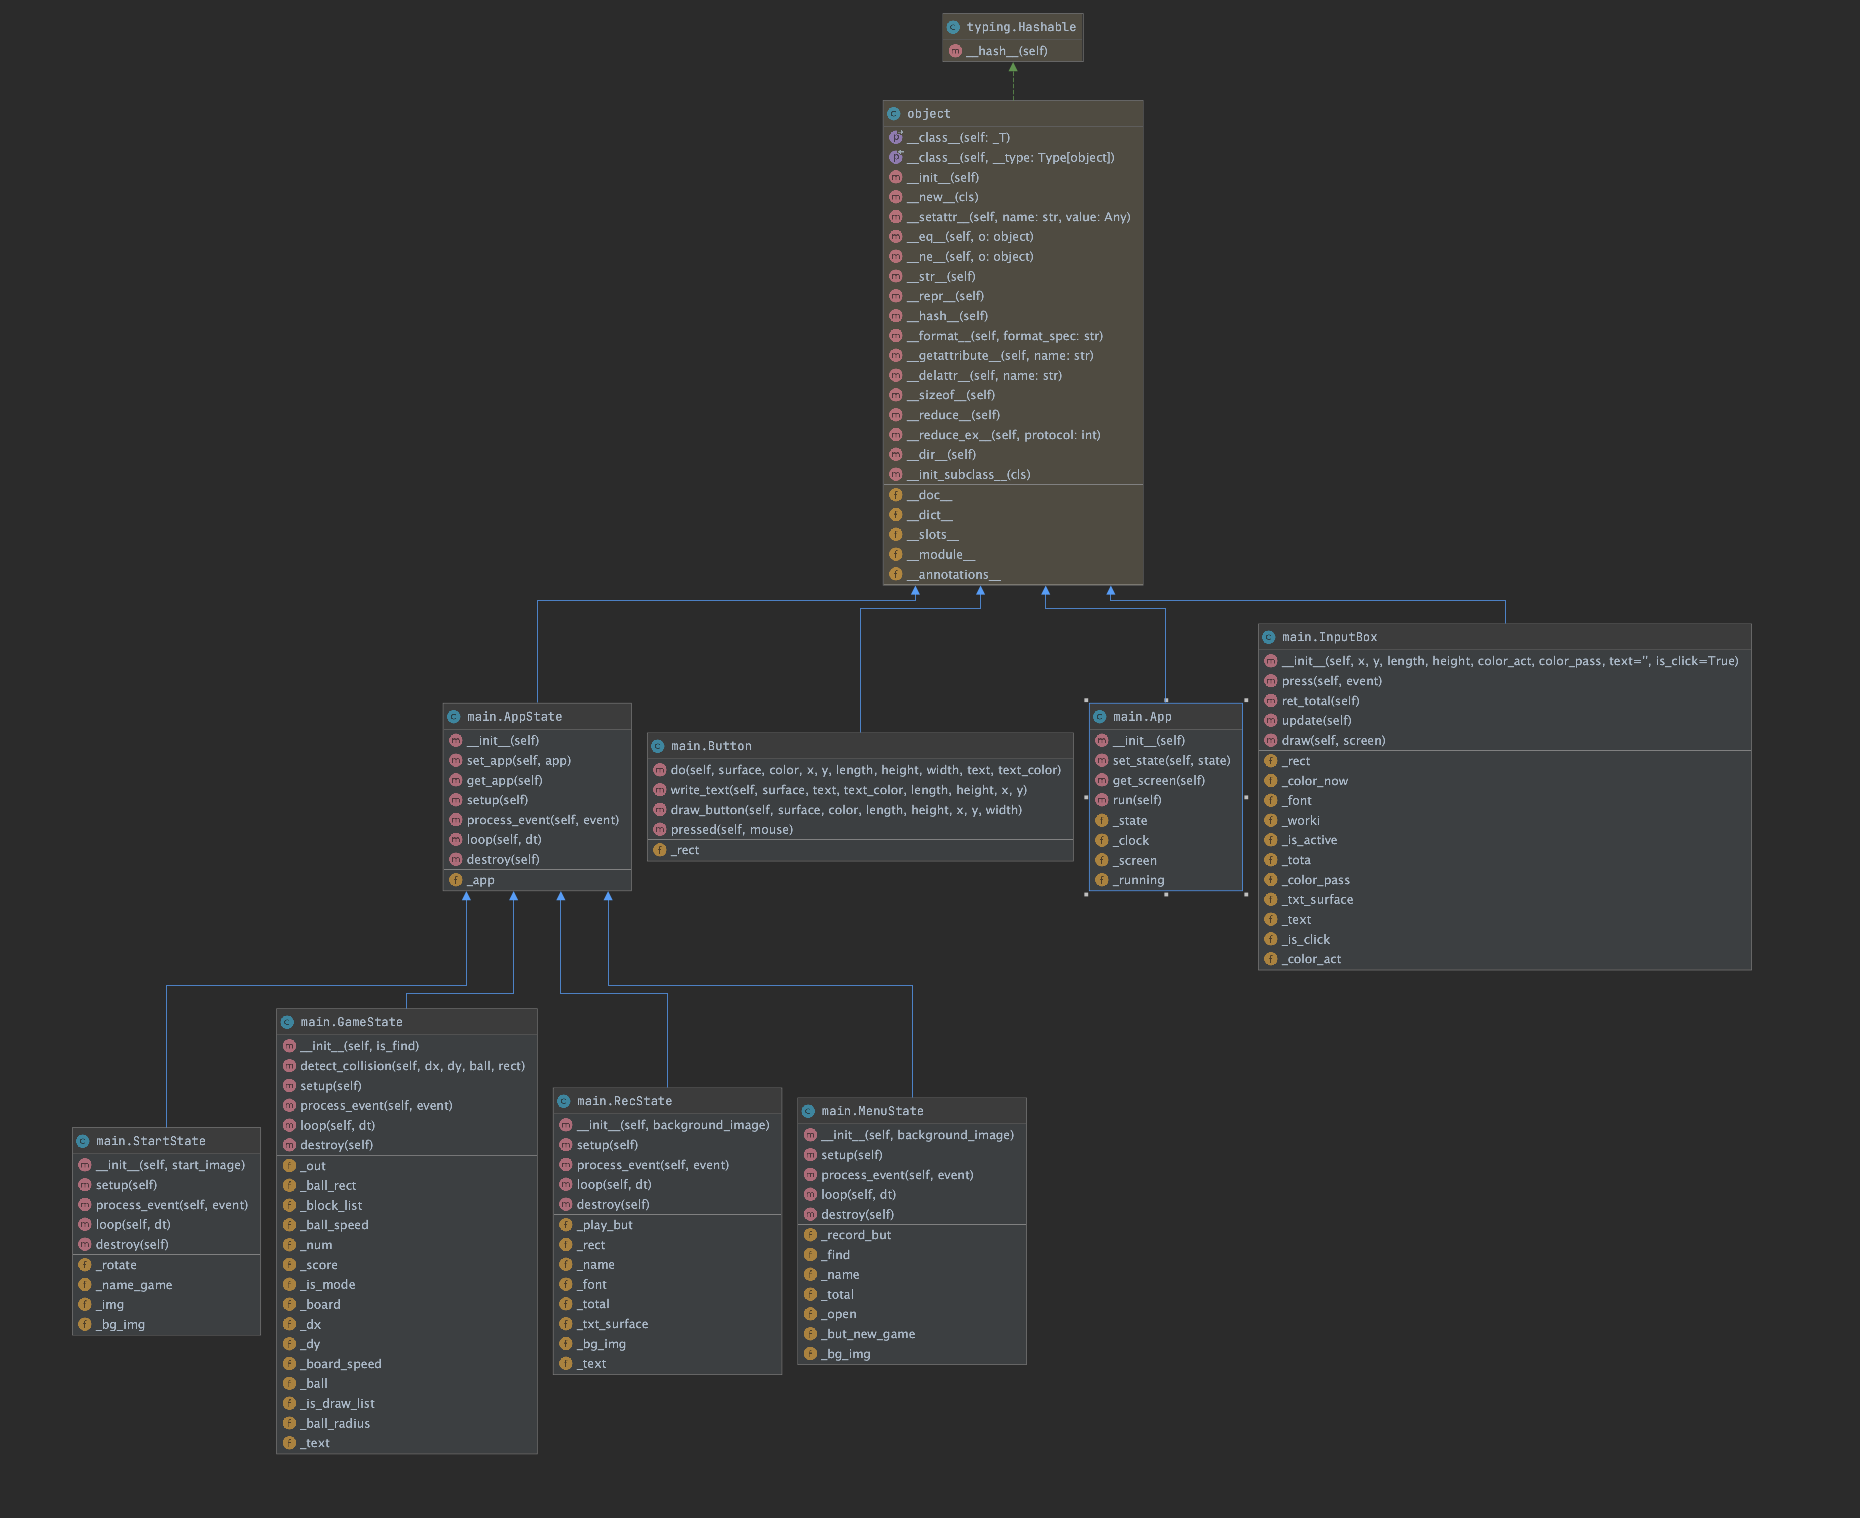 typing.Hashable
__hash__(self)
object
__class__(self: _T)
__class__(self, __type: Type[object])
__init__(self)
__new__(cls)
__setattr__(self, name: str, value: Any)
__eq__(self, o: object)
__ne__(self, o: object)
__str__(self)
__repr__(self)
__hash__(self)
__format__(self, format_spec: str)
__getattribute__(self, name: str)
__delattr__(self, name: str)
__sizeof__(self)
__reduce__(self)
__reduce_ex__(self, protocol: int)
__dir__(self)
__init_subclass__(cls)
__doc__
__dict__
__slots__
__module__
__annotations__
main.AppState
__init__(self)
set_app(self, app)
get_app(self)
setup(self)
process_event(self, event)
loop(self, dt)
destroy(self)
_app
main.Button
do(self, surface, color, x, y, length, height, width, text, text_color)
write_text(self, surface, text, text_color, length, height, x, y)
draw_button(self, surface, color, length, height, x, y, width)
pressed(self, mouse)
_rect
main.App
__init__(self)
set_state(self, state)
get_screen(self)
run(self)
_state
_clock
_screen
_running
main.InputBox
__init__(self, x, y, length, height, color_act, color_pass, text='', is_click=True)
press(self, event)
ret_total(self)
update(self)
draw(self, screen)
_rect
_color_now
_font
_worki
_is_active
_tota
_color_pass
_txt_surface
_text
_is_click
_color_act
main.StartState
__init__(self, start_image)
setup(self)
process_event(self, event)
loop(self, dt)
destroy(self)
_rotate
_name_game
_img
_bg_img
main.GameState
__init__(self, is_find)
detect_collision(self, dx, dy, ball, rect)
setup(self)
process_event(self, event)
loop(self, dt)
destroy(self)
_out
_ball_rect
_block_list
_ball_speed
_num
_score
_is_mode
_board
_dx
_dy
_board_speed
_ball
_is_draw_list
_ball_radius
_text
main.RecState
__init__(self, background_image)
setup(self)
process_event(self, event)
loop(self, dt)
destroy(self)
_play_but
_rect
_name
_font
_total
_txt_surface
_bg_img
_text
main.MenuState
__init__(self, background_image)
setup(self)
process_event(self, event)
loop(self, dt)
destroy(self)
_record_but
_find
_name
_total
_open
_but_new_game
_bg_img